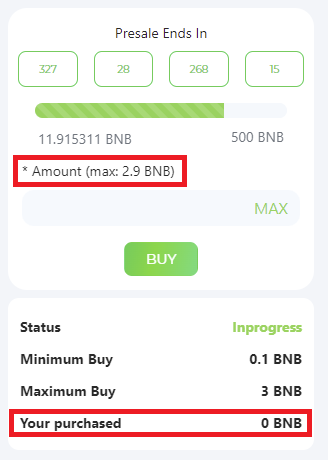 Presale Ends In
327 28 268 15
11.915311 BNB 500 BNB
* Amount (max: 2.9 BNB)
MAX
BUY
Status Inprogress
Minimum Buy 0.1 BNB
Maximum Buy 3 BNB
Your purchased 0 BNB